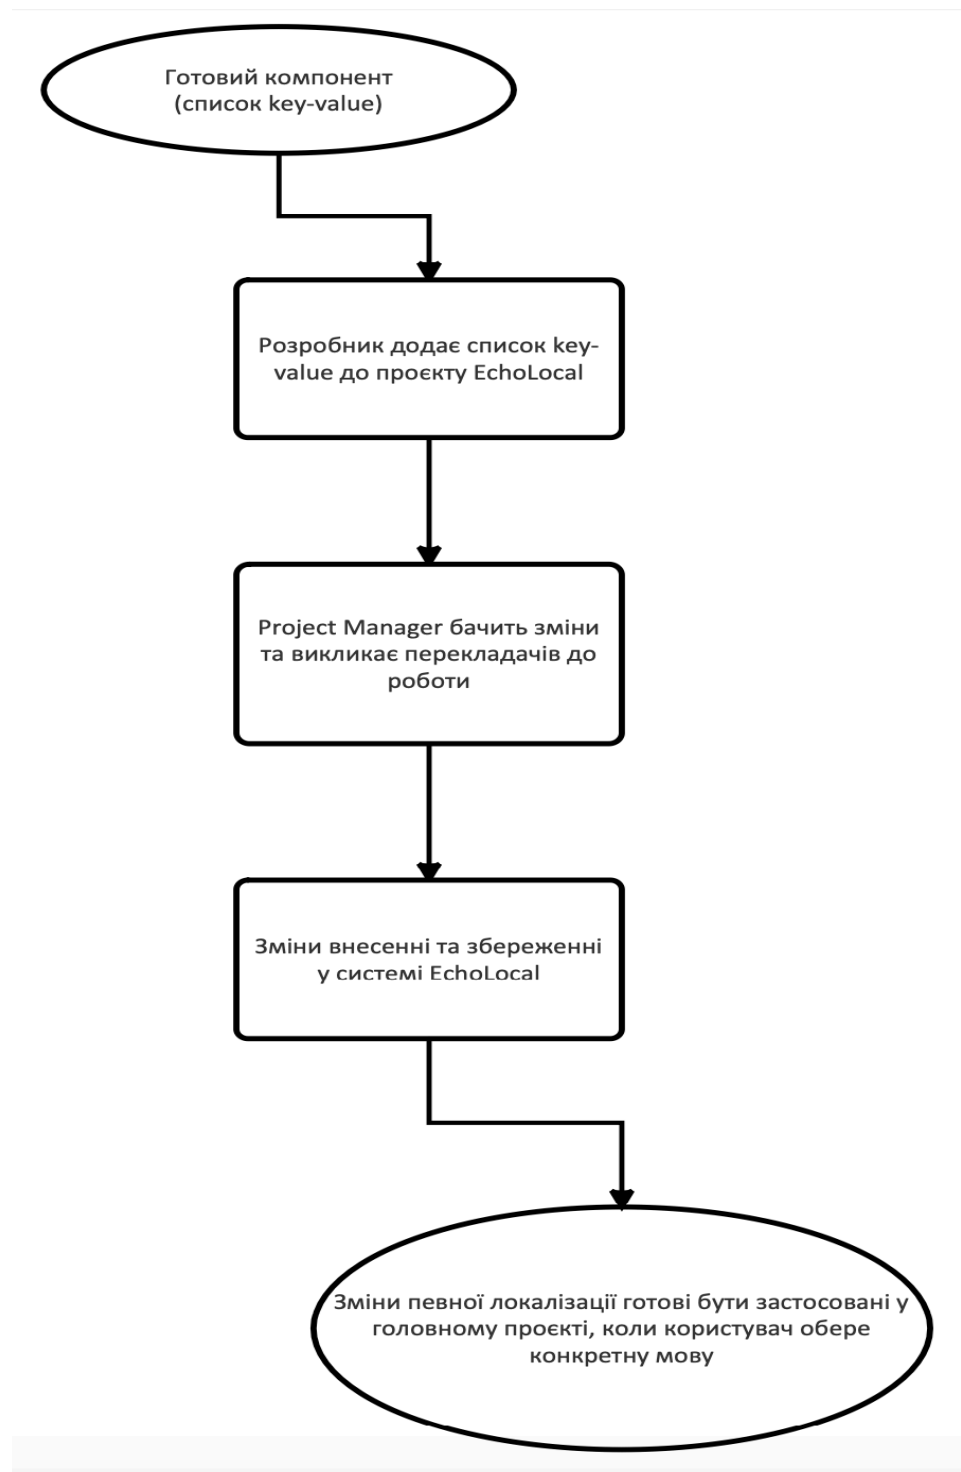 Готовий компонент
(список key-value)
Розробник додає список key-
value до проєкту EchoLocal
Project Manager бачить зміни
та викликає перекладачів до
роботи
Зміни внесенні та збереженні
у системі EchoLocal
Зміни певної локалізації готові бути застосовані у
головному проєкті, коли користувач обере
конкретну мову